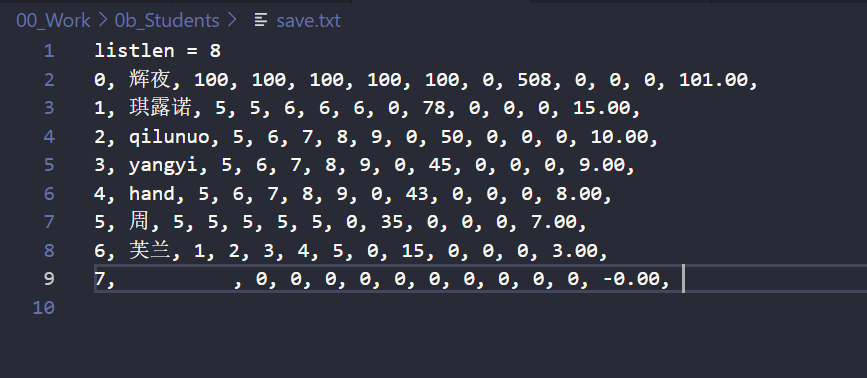 00_Work > 0b_Students > save.txt
1 listlen = 8
2 0, 辉夜, 100, 100, 100, 100, 100, 0, 508, 0, 0, 0, 101.00,
3 1, 琪露诺, 5, 5, 6, 6, 6, 0, 78, 0, 0, 0, 15.00,
4 2, qilunuo, 5, 6, 7, 8, 9, 0, 50, 0, 0, 0, 10.00,
5 3, yangyi, 5, 6, 7, 8, 9, 0, 45, 0, 0, 0, 9.00,
6 4, hand, 5, 6, 7, 8, 9, 0, 43, 0, 0, 0, 8.00,
7 5, 周, 5, 5, 5, 5, 5, 0, 35, 0, 0, 0, 7.00,
8 6, 芙兰, 1, 2, 3, 4, 5, 0, 15, 0, 0, 0, 3.00,
9 7,          , 0, 0, 0, 0, 0, 0, 0, 0, 0, 0, -0.00,
10